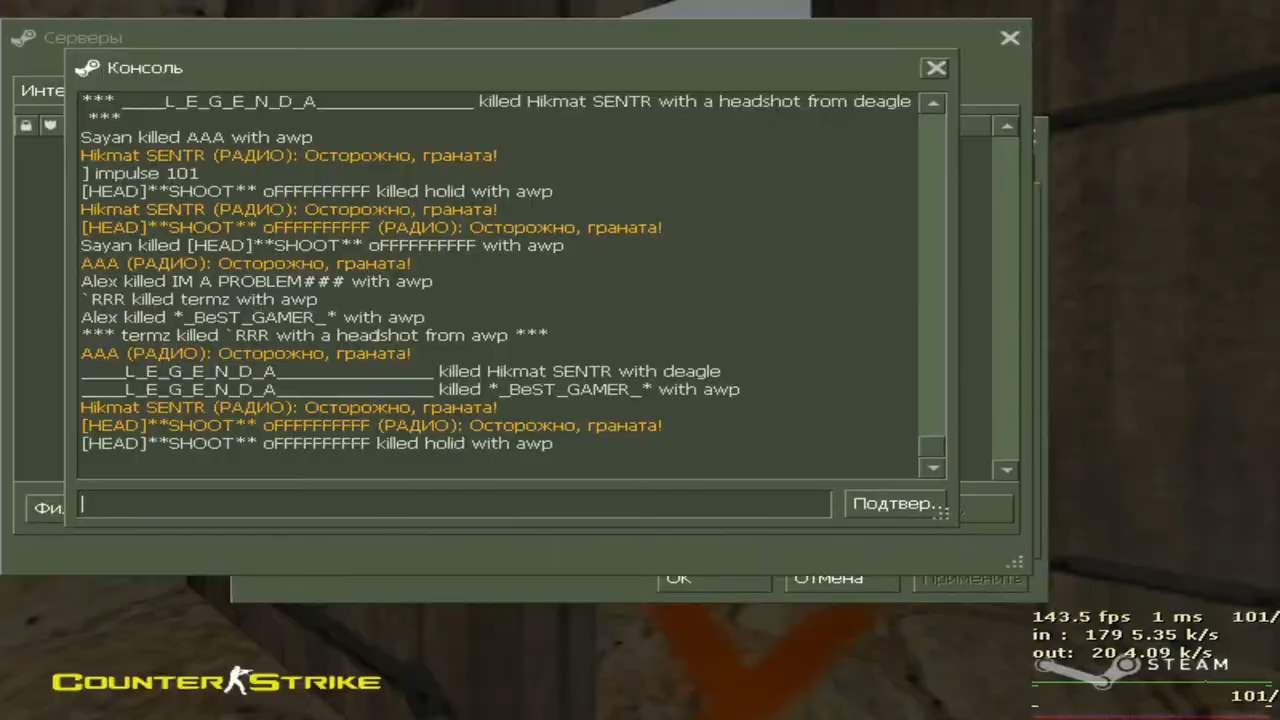 Серверы
Консоль
Инте
*** ____L_E_G_E_N_D_A______________ killed Hikmat SENTR with a headshot from deagle
***
Sayan killed AAA with awp
Hikmat SENTR (РАДИО): Осторожно, граната!
] impulse 101
[HEAD]**SHOOT** oFFFFFFFFFF killed holid with awp
Hikmat SENTR (РАДИО): Осторожно, граната!
[HEAD]**SHOOT** oFFFFFFFFFF (РАДИО): Осторожно, граната!
Sayan killed [HEAD]**SHOOT** oFFFFFFFFFF with awp
AAA (РАДИО): Осторожно, граната!
Alex killed IM A PROBLEM### with awp
`RRR killed termz with awp
Alex killed *_BeST_GAMER_* with awp
*** termz killed `RRR with a headshot from awp ***
AAA (РАДИО): Осторожно, граната!
____L_E_G_E_N_D_A______________ killed Hikmat SENTR with deagle
____L_E_G_E_N_D_A______________ killed *_BeST_GAMER_* with awp
Hikmat SENTR (РАДИО): Осторожно, граната!
[HEAD]**SHOOT** oFFFFFFFFFF (РАДИО): Осторожно, граната!
[HEAD]**SHOOT** oFFFFFFFFFF killed holid with awp
Фи
Подтвер...
OK
Отмена
Применить
143.5 fps 1 ms 101/
in : 179 5.35 k/s
out: 20 4.09 k/s
STEAM
COUNTER STRIKE
101/